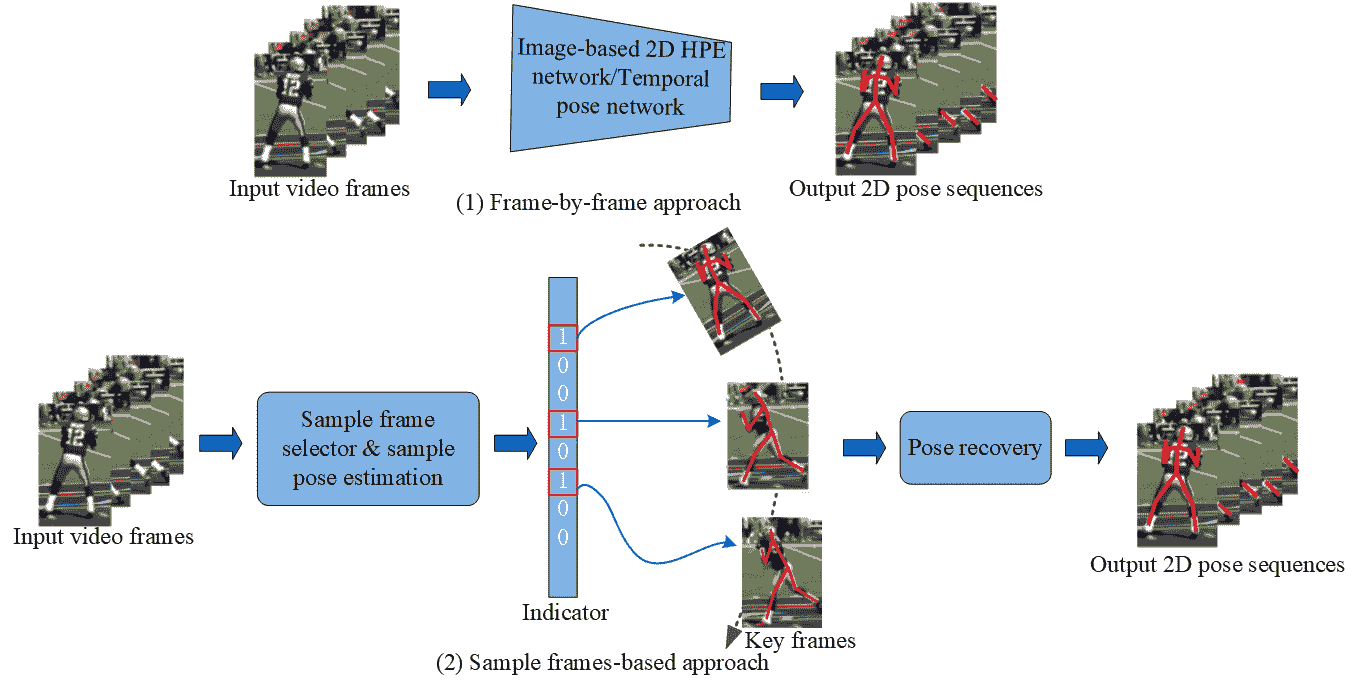 Image-based 2D HPE
network/Temporal
pose network
12
Input video frames
Output 2D pose sequences
(1) Frame-by-frame approach
1
0
0
1
0
1
0
0
12
Sample frame
selector & sample
pose estimation
Pose recovery
Input video frames
Output 2D pose sequences
Indicator
Key frames
(2) Sample frames-based approach